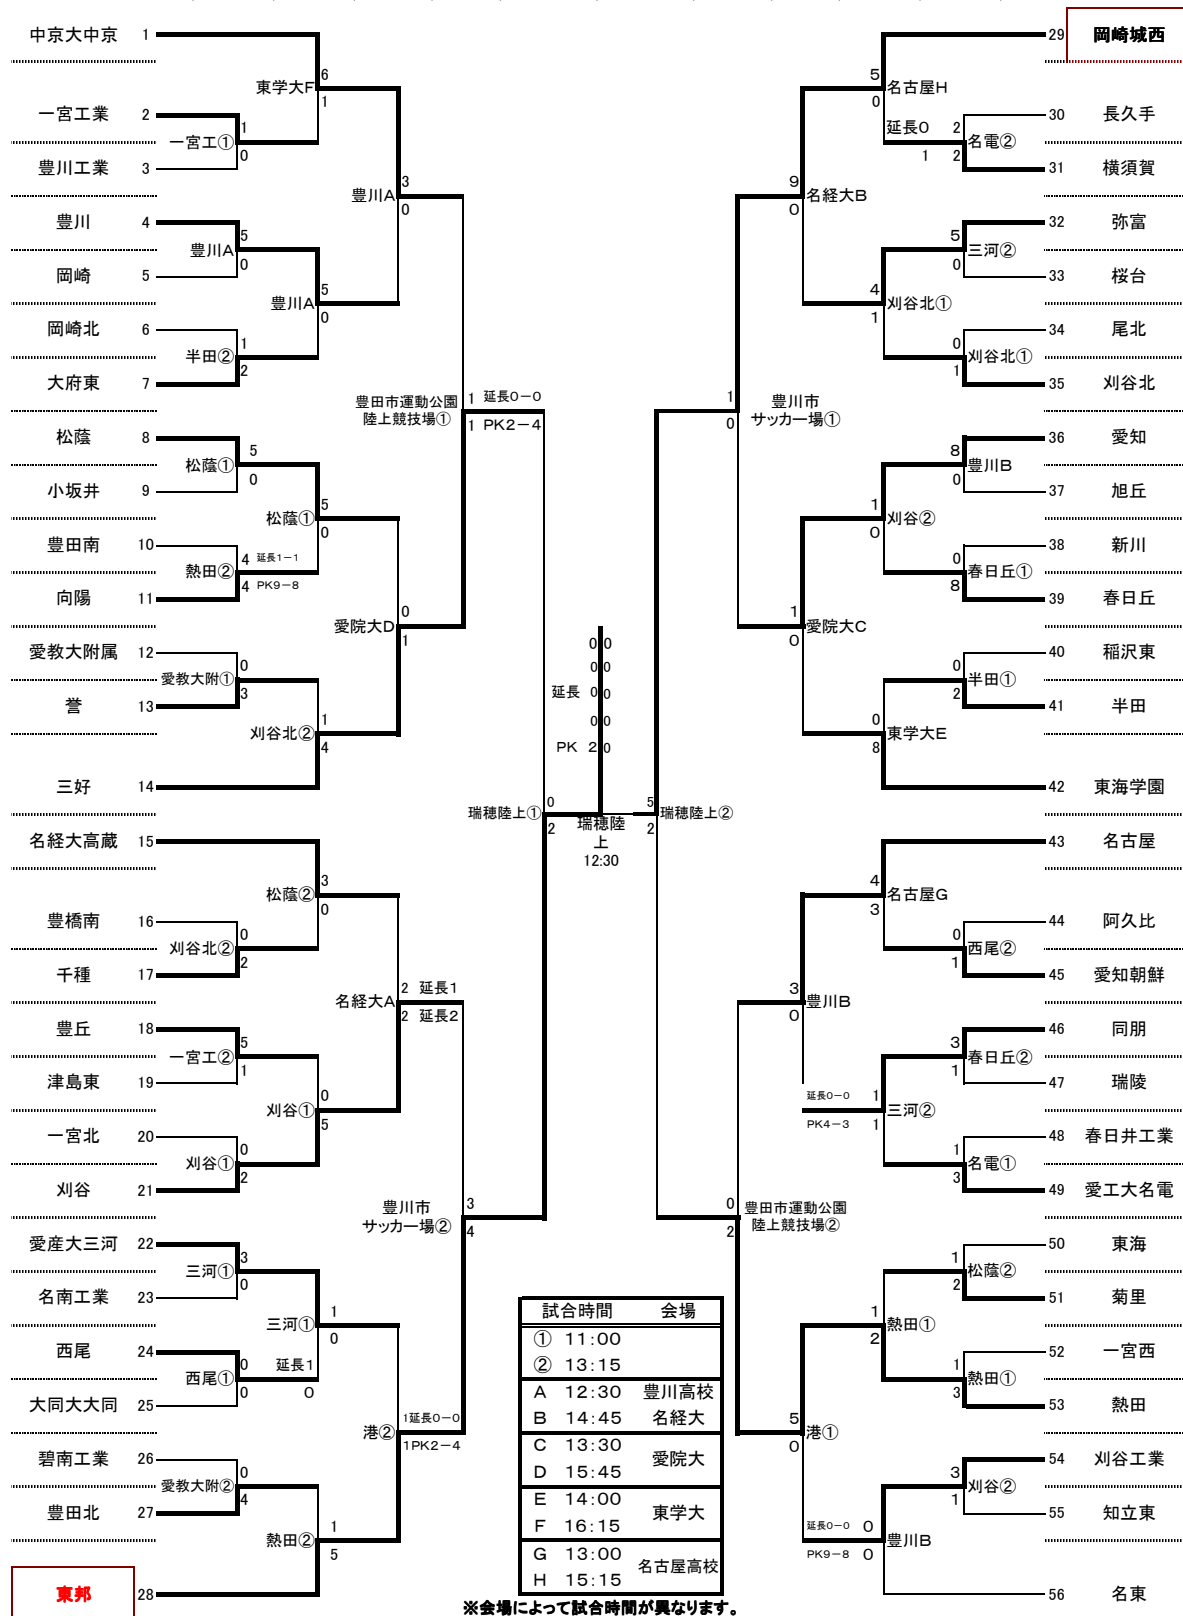 中京大中京 1
6
東学大F
1
一宮工業 2
1
一宮工①
0
豊川工業 3
3
豊川A
0
豊川 4
5
豊川A
0
岡崎 5
5
豊川A
0
岡崎北 6
1
半田②
2
大府東 7
豊田市運動公園
陸上競技場①
1 延長0-0
1 PK2-4
松蔭 8
5
松蔭①
0
小坂井 9
5
松蔭①
0
豊田南 10
4 延長1-1
熱田②
4 PK9-8
向陽 11
0
愛院大D
1
愛教大附属 12
0
愛教大附①
3
誉 13
1
刈谷北②
4
三好 14
0
瑞穂陸上①
2
名経大高蔵 15
3
松蔭②
0
豊橋南 16
0
刈谷北②
2
千種 17
2 延長1
名経大A
2 延長2
豊丘 18
5
一宮工②
1
津島東 19
0
刈谷①
5
一宮北 20
0
刈谷①
2
刈谷 21
豊川市
サッカー場②
3
4
愛産大三河 22
3
三河①
0
名南工業 23
1
三河①
0
西尾 24
0 延長1
西尾①
0 0
大同大大同 25
1延長0-0
港②
1PK2-4
碧南工業 26
0
愛教大附②
4
豊田北 27
1
熱田②
5
東邦 28
0 0
0 0
延長 0 0
0 0
PK 2 0
瑞穂陸
上
12:30
29 岡崎城西
5
名古屋H
0
30 長久手
延長0 2
名電②
1 2
31 横須賀
9
名経大B
0
32 弥富
5
三河②
0
33 桜台
4
刈谷北①
1
34 尾北
0
刈谷北①
1
35 刈谷北
1
0
豊川市
サッカー場①
36 愛知
8
豊川B
0
37 旭丘
1
刈谷②
0
38 新川
0
春日丘①
8
39 春日丘
1
愛院大C
0
40 稲沢東
0
半田①
2
41 半田
0
東学大E
8
42 東海学園
5
瑞穂陸上②
2
43 名古屋
4
名古屋G
3
44 阿久比
0
西尾②
1
45 愛知朝鮮
3
豊川B
0
46 同朋
3
春日丘②
1
47 瑞陵
延長0-0 1
三河②
PK4-3 1
48 春日井工業
1
名電①
3
49 愛工大名電
0
2
豊田市運動公園
陸上競技場②
50 東海
1
松蔭②
2
51 菊里
1
熱田①
2
52 一宮西
1
熱田①
3
53 熱田
5
港①
0
54 刈谷工業
3
刈谷②
1
55 知立東
延長0-0 0
豊川B
PK9-8 0
56 名東
試合時間 会場
① 11:00
② 13:15
A 12:30 豊川高校
B 14:45 名経大
C 13:30
愛院大
D 15:45
E 14:00
東学大
F 16:15
G 13:00
名古屋高校
H 15:15
※会場によって試合時間が異なります。